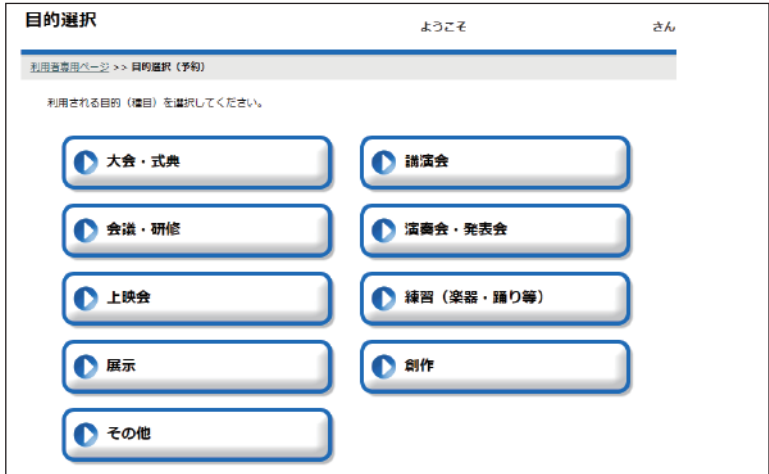 目的選択
ようこそ さん
利用者専用ページ >> 目的選択（予約）
利用される目的（種目）を選択してください。
大会・式典 講演会
会議・研修 演奏会・発表会
上映会 練習（楽器・踊り等）
展示 創作
その他